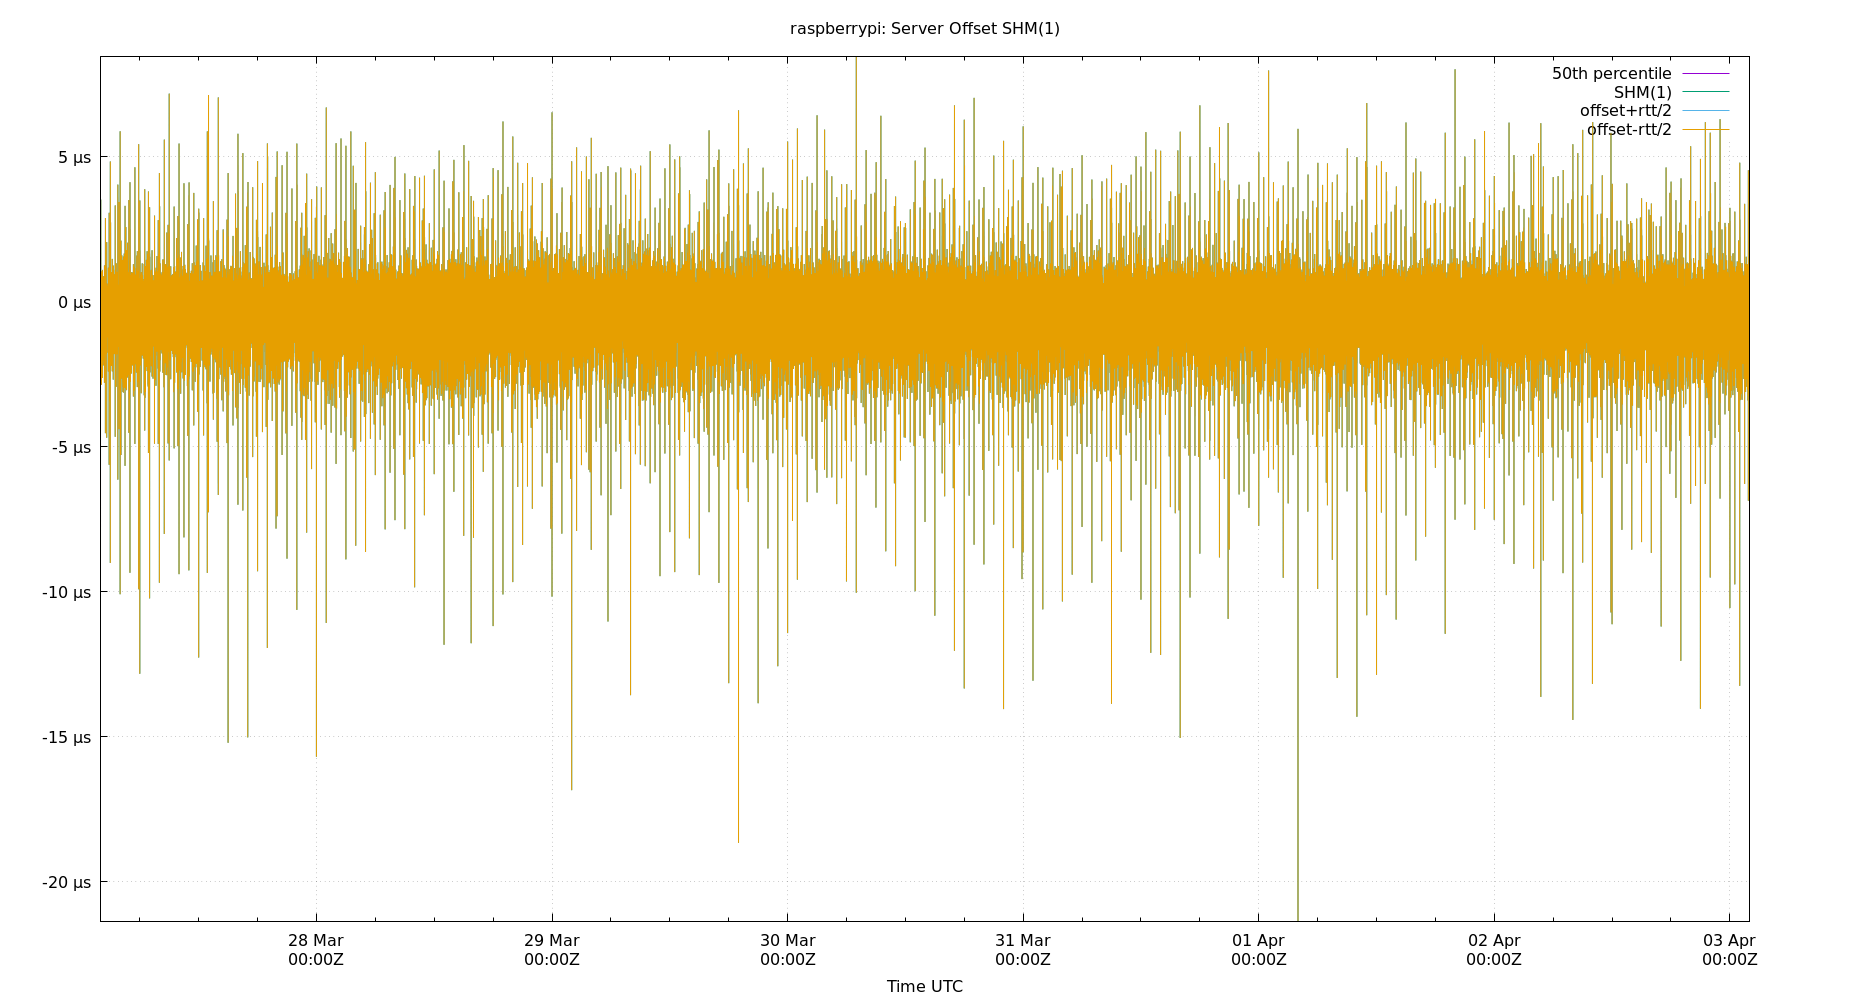 raspberrypi: Server Offset SHM(1)
50th percentile
SHM(1)
offset+rtt/2
offset-rtt/2
5 µs
0 µs
-5 µs
-10 µs
-15 µs
-20 µs
28 Mar 29 Mar 30 Mar 31 Mar 01 Apr 02 Apr 03 Apr
00:00Z 00:00Z 00:00Z 00:00Z 00:00Z 00:00Z 00:00Z
Time UTC